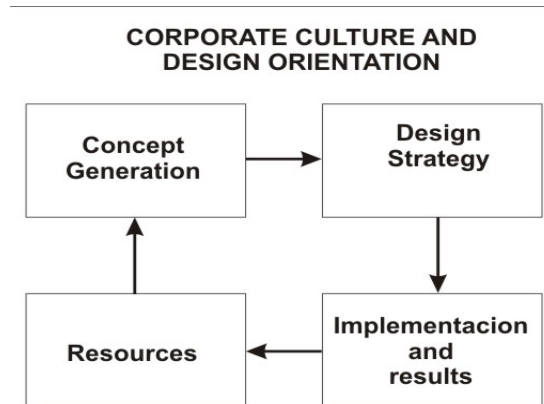 CORPORATE CULTURE AND
DESIGN ORIENTATION
Concept
Generation
Design
Strategy
Resources
Implementacion
and
results